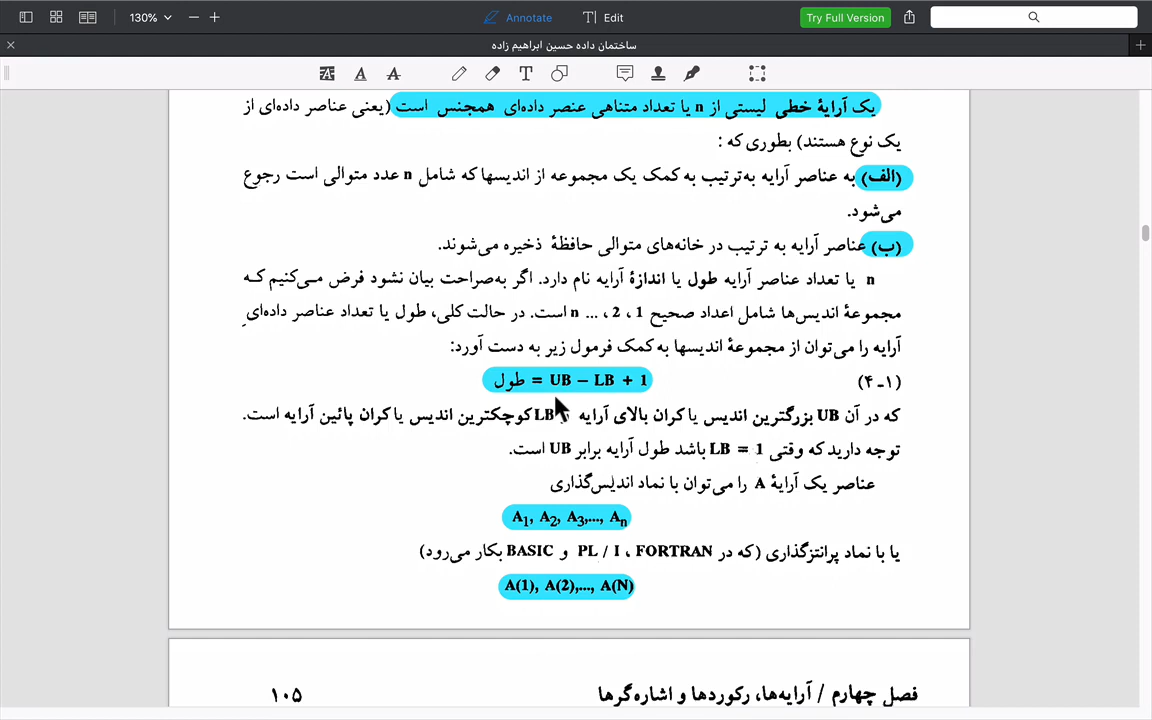 130%
Annotate
Edit
Try Full Version
ساختمان داده حسین ابراهیم زاده
یک آرایهٔ خطی لیستی از n یا تعداد متناهی عنصر داده‌ای همجنس است (یعنی عناصر داده‌ای از
یک نوع هستند) بطوری‌که :
(الف) به عناصر آرایه به‌ترتیب به کمک یک مجموعه از اندیسها که شامل n عدد متوالی است رجوع
می‌شود.
(ب) عناصر آرایه به ترتیب در خانه‌های متوالی حافظهٔ ذخیره می‌شوند.
n یا تعداد عناصر آرایه طول یا اندازهٔ آرایه نام دارد. اگر به‌صراحت بیان نشود فرض می‌کنیم که
مجموعهٔ اندیس‌ها شامل اعداد صحیح 1 ، 2 ، ... n است. در حالت کلی، طول یا تعداد عناصر داده‌ای
آرایه را می‌توان از مجموعهٔ اندیسها به کمک فرمول زیر به دست آورد:
(۱ـ ۴) طول = UB – LB + 1
که در آن UB بزرگترین اندیس یا کران بالای آرایه LB کوچکترین اندیس یا کران پائین آرایه است.
توجه دارید که وقتی LB = 1 باشد طول آرایه برابر UB است.
عناصر یک آرایهٔ A را می‌توان با نماد اندیس‌گذاری
A1, A2, A3,..., An
یا با نماد پرانتزگذاری (که در FORTRAN ، PL / I و BASIC بکار می‌رود)
A(1), A(2),..., A(N)
فصل چهارم / آرایه‌ها، رکوردها و اشاره‌گرها ۱۰۵